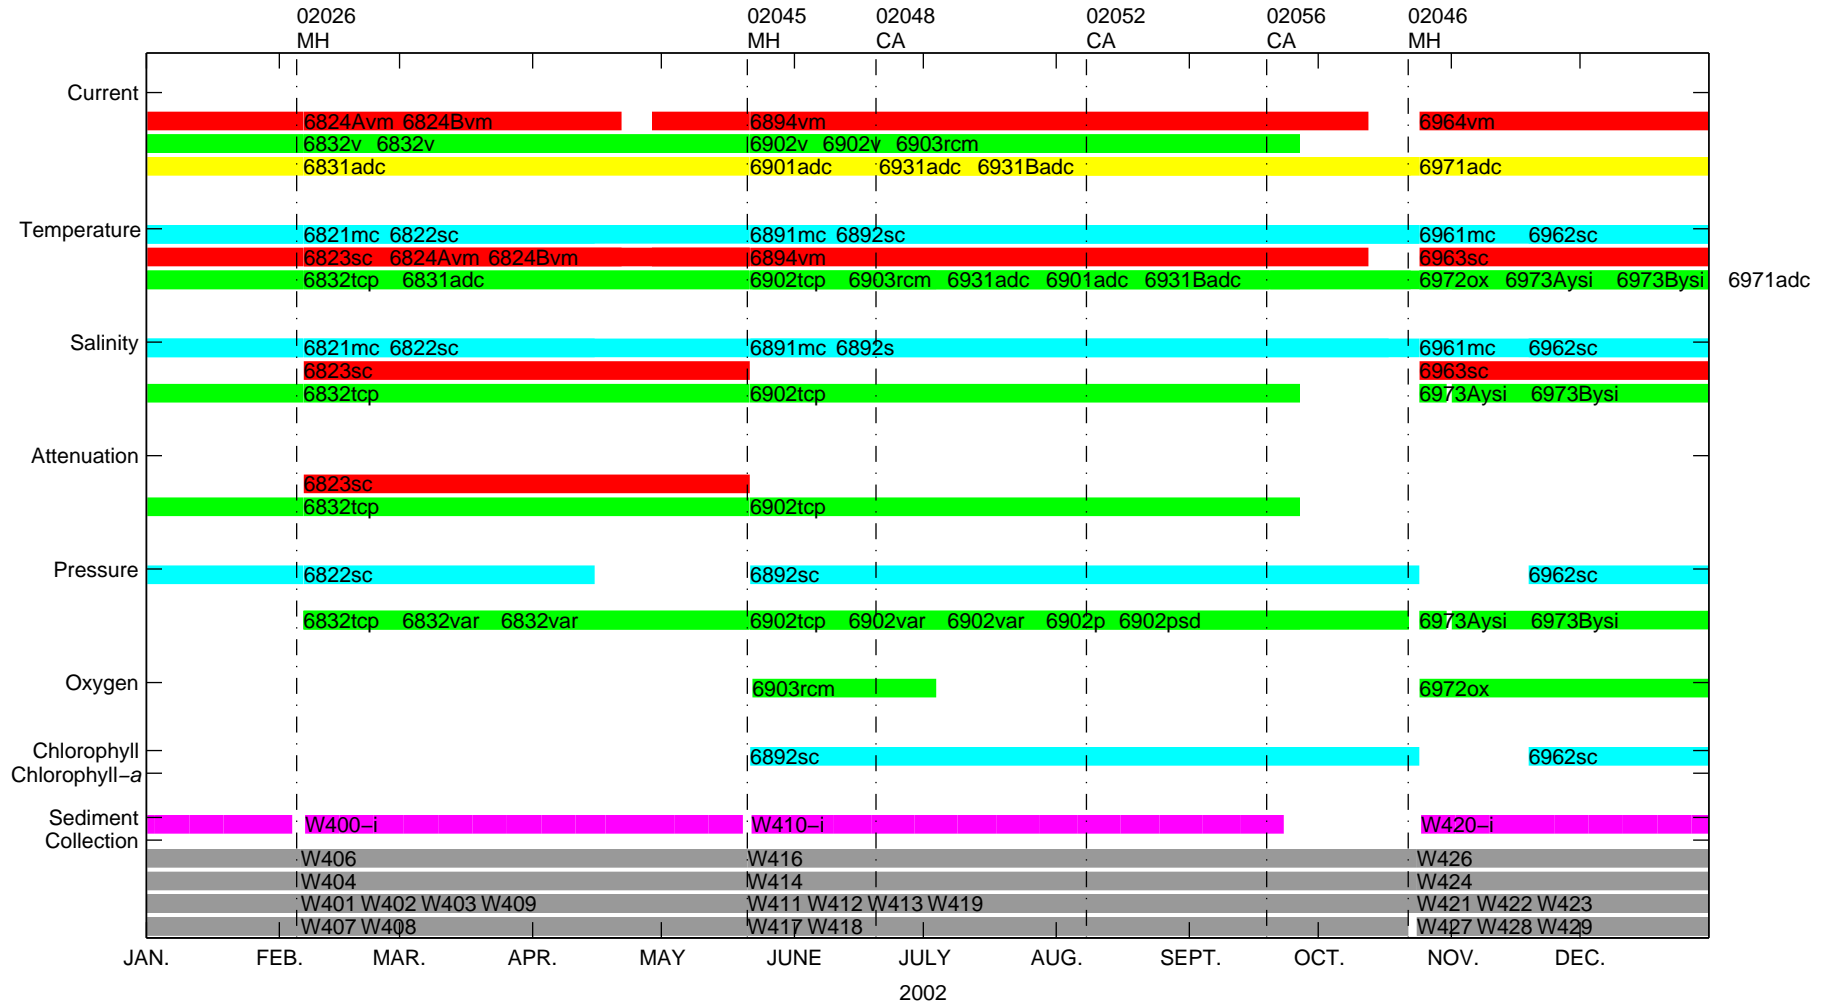 02026 02045 02048 02052 02056 02046
MH MH CA CA CA MH
Current
6824Avm 6824Bvm 6894vm 6964vm
6832v 6832v 6902v 6902v 6903rcm
6831adc 6901adc 6931adc 6931Badc 6971adc
Temperature
6821mc 6822sc 6891mc 6892sc 6961mc 6962sc
6823sc 6824Avm 6824Bvm 6894vm 6963sc
6832tcp 6831adc 6902tcp 6903rcm 6931adc 6901adc 6931Badc 6972ox 6973Aysi 6973Bysi 6971adc
Salinity
6821mc 6822sc 6891mc 6892s 6961mc 6962sc
6823sc 6963sc
6832tcp 6902tcp 6973Aysi 6973Bysi
Attenuation
6823sc
6832tcp 6902tcp
Pressure
6822sc 6892sc 6962sc
6832tcp 6832var 6832var 6902tcp 6902var 6902var 6902p 6902psd 6973Aysi 6973Bysi
Oxygen
6903rcm 6972ox
Chlorophyll
6892sc 6962sc
Chlorophyll−a
Sediment
W400−i W410−i W420−i
Collection
W406 W416 W426
W404 W414 W424
W401 W402 W403 W409 W411 W412 W413 W419 W421 W422 W423
W407 W408 W417 W418 W427 W428 W429
JAN. FEB. MAR. APR. MAY JUNE JULY AUG. SEPT. OCT. NOV. DEC.
2002